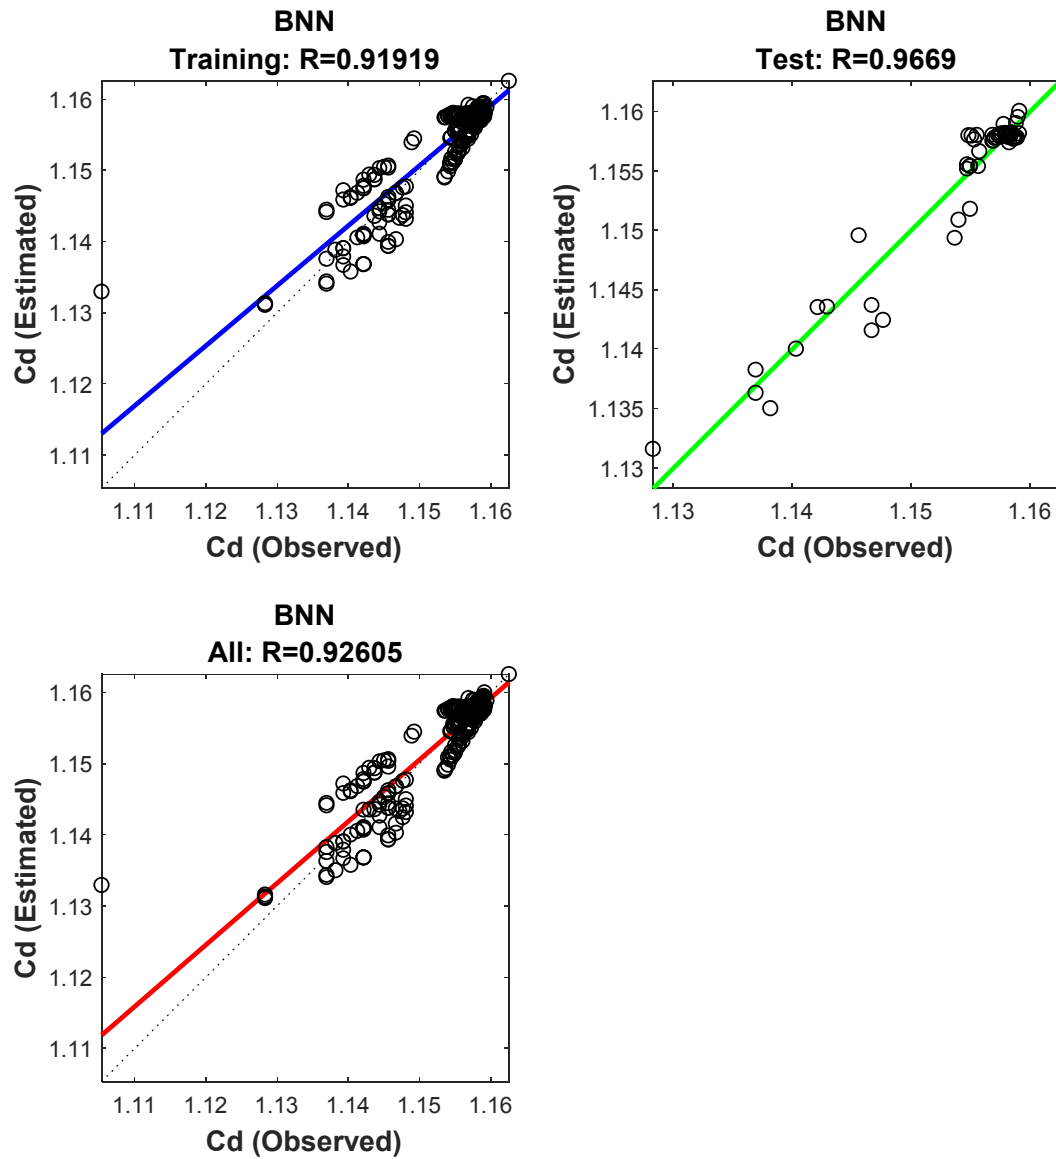 BNN
Training: R=0.91919
1.16
1.15
1.14
1.13
1.12
1.11
Cd (Estimated)
1.11 1.12 1.13 1.14 1.15 1.16
Cd (Observed)
BNN
Test: R=0.9669
1.16
1.155
1.15
1.145
1.14
1.135
1.13
Cd (Estimated)
1.13 1.14 1.15 1.16
Cd (Observed)
BNN
All: R=0.92605
1.16
1.15
1.14
1.13
1.12
1.11
Cd (Estimated)
1.11 1.12 1.13 1.14 1.15 1.16
Cd (Observed)